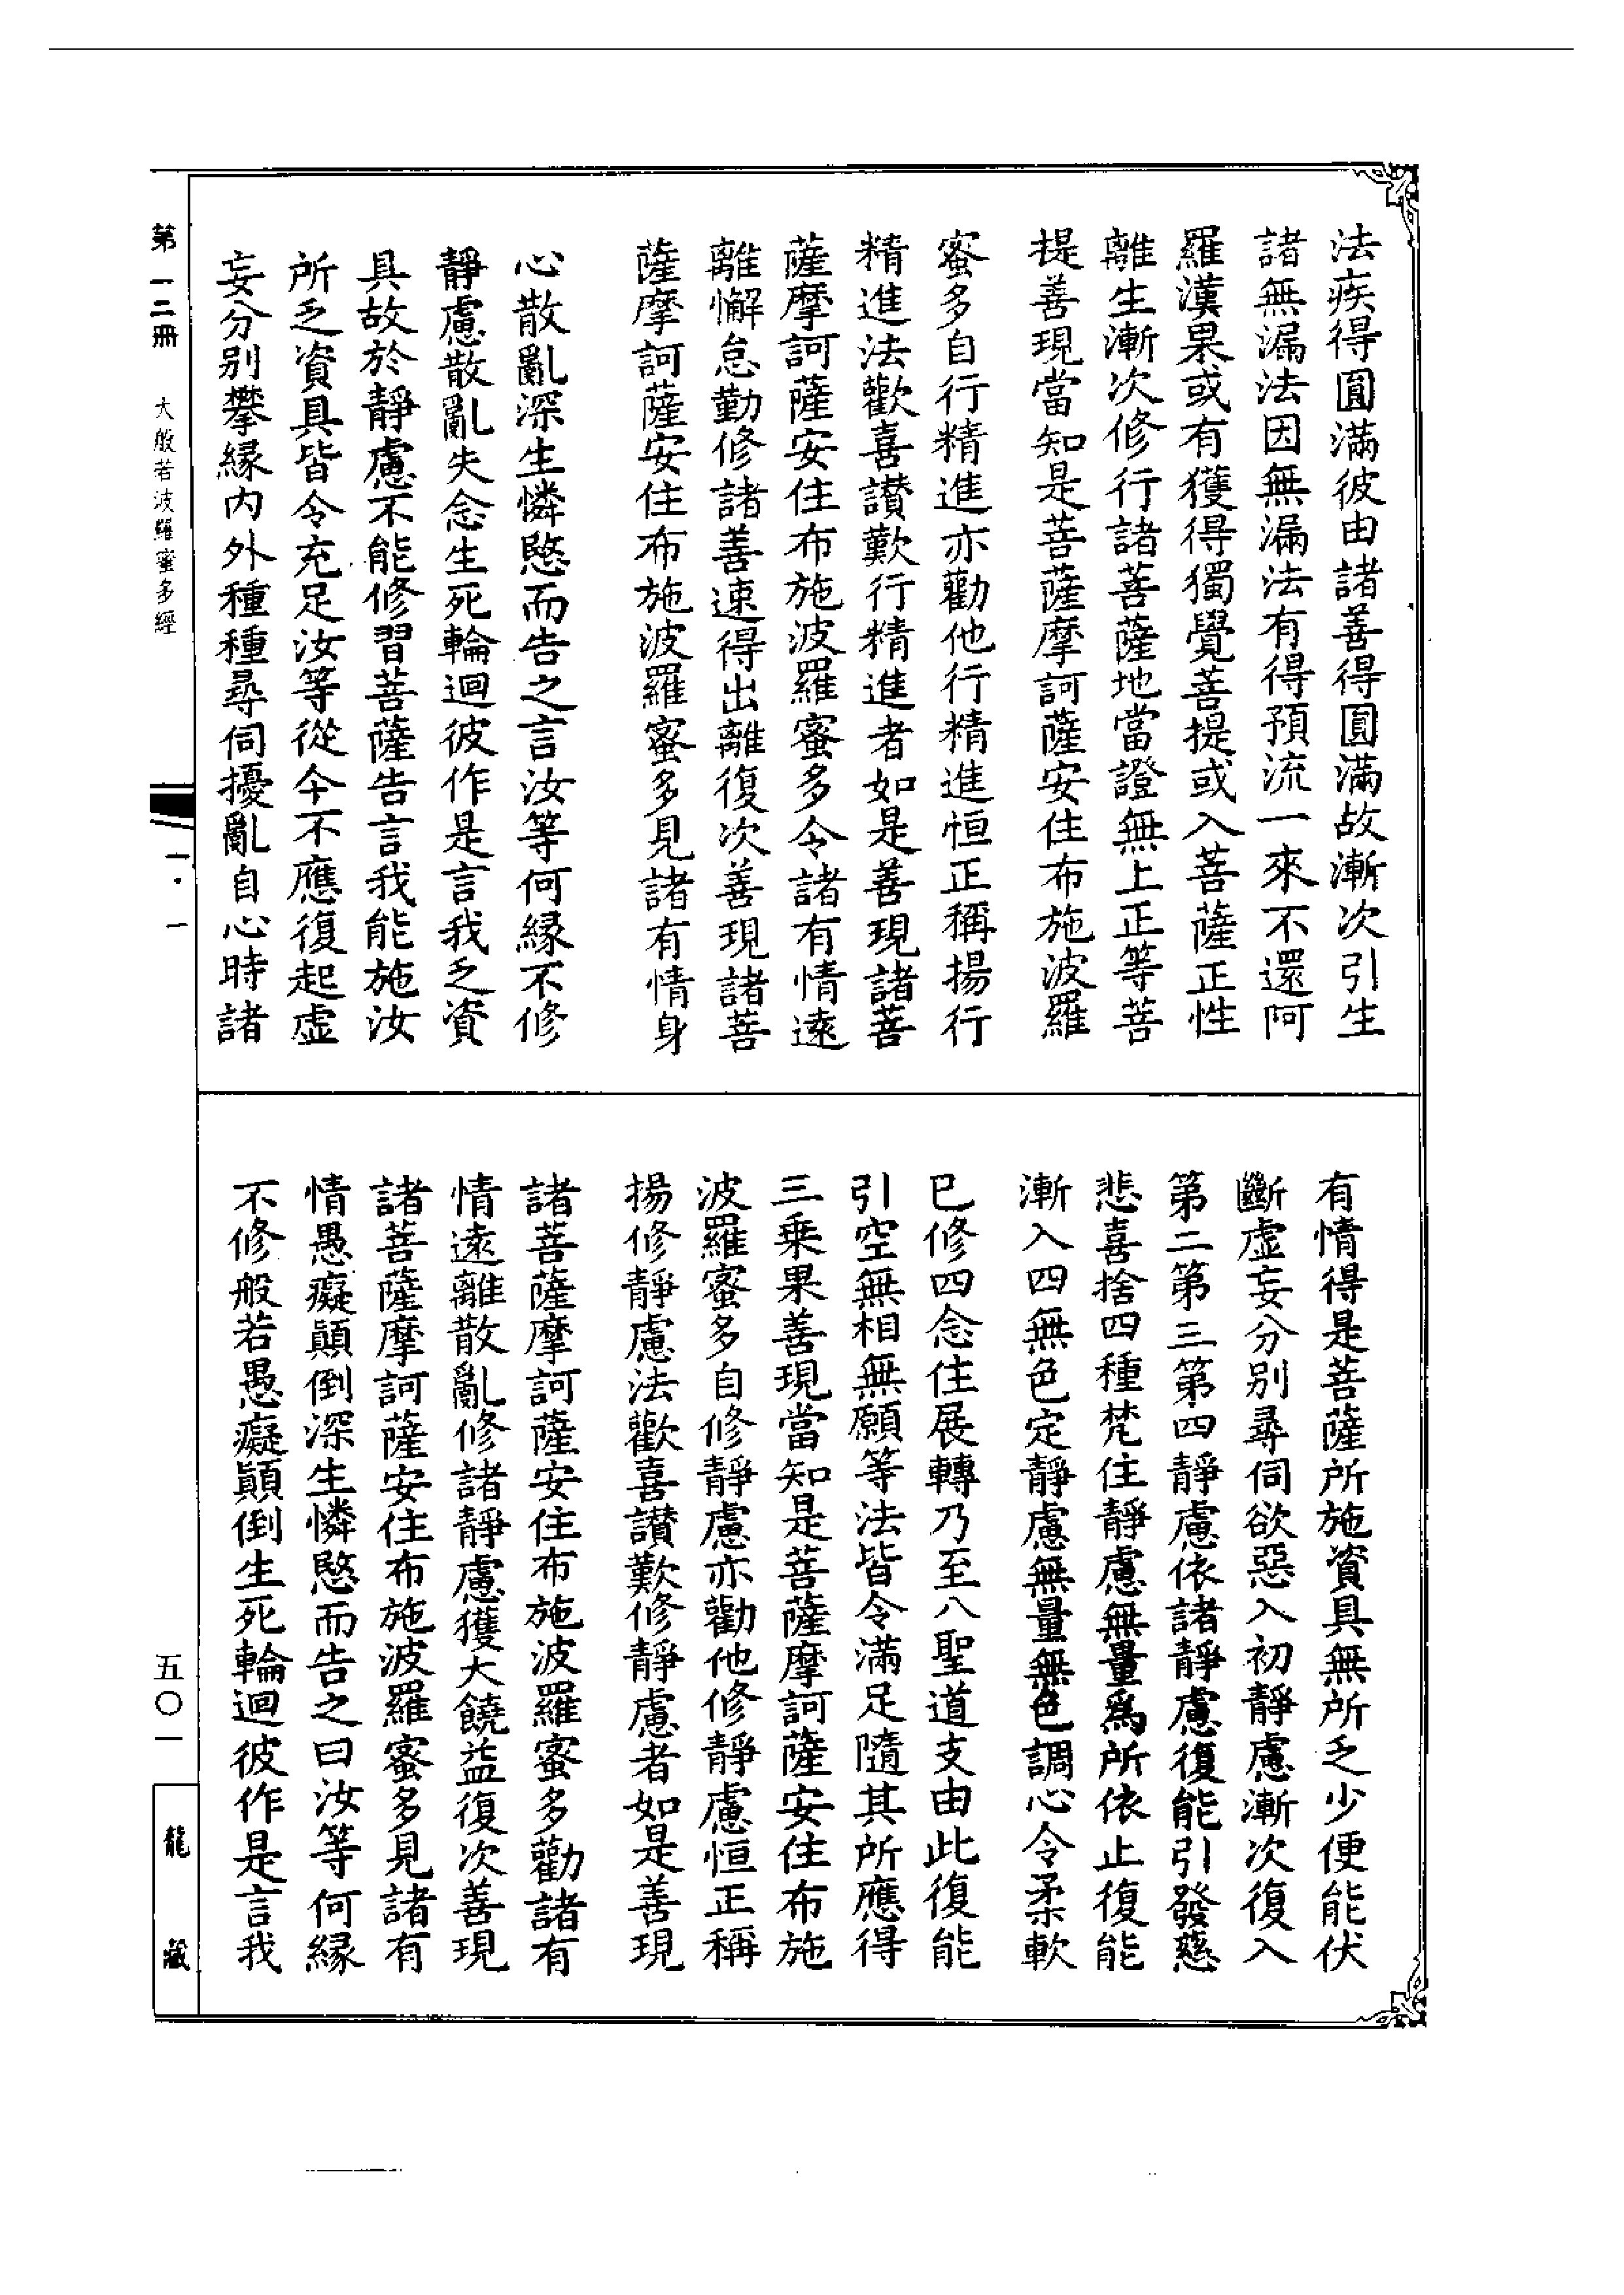 法疾得圓滿彼由諸善得圓滿故漸次引生
諸無漏法因無漏法有得預流一來不還阿
羅漢果或有獲得獨覺菩提或入菩薩正性
離生漸次修行諸菩薩地當證無上正等菩
提善現當知是菩薩摩訶薩安住布施波羅
蜜多自行精進亦勸他行精進恒正稱揚行
精進法歡喜讃歎行精進者如是善現諸菩
薩摩訶薩安住布施波羅蜜多令諸有情遠
離懈怠勤修諸善速得出離復次善現諸菩
薩摩訶薩安住布施波羅蜜多見諸有情身
心散亂深生憐愍而告之言汝等何緣不修
靜慮散亂失念生死輪迴彼作是言我乏資
具故於靜慮不能修習菩薩告言我能施汝
所乏資具皆令充足汝等從今不應復起虛
妄分別攀緣內外種種尋伺擾亂自心時諸
有情得是菩薩所施資具無所乏少便能伏
斷虛妄分別尋伺欲惡入初靜慮漸次復入
第二第三第四靜慮依諸靜慮復能引發慈
悲喜捨四種梵住靜慮無量爲所依止復能
漸入四無色定靜慮無量無色調心令柔軟
已修四念住展轉乃至八聖道支由此復能
引空無相無願等法皆令滿足隨其所應得
三乘果善現當知是菩薩摩訶薩安住布施
波羅蜜多自修靜慮亦勸他修靜慮恒正稱
揚修靜慮法歡喜讃歎修靜慮者如是善現
諸菩薩摩訶薩安住布施波羅蜜多勸諸有
情遠離散亂修諸靜慮獲大饒益復次善現
諸菩薩摩訶薩安住布施波羅蜜多見諸有
情愚癡顚倒深生憐愍而告之曰汝等何緣
不修般若愚癡顚倒生死輪迴彼作是言我
第一二冊 大般若波羅蜜多經
一·一
五〇一
龍藏